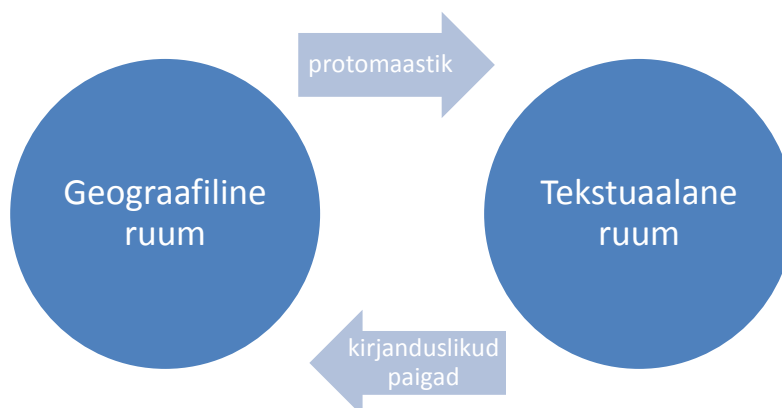 protomaastik
Geograafiline
ruum
Tekstuaalane
ruum
kirjanduslikud
paigad